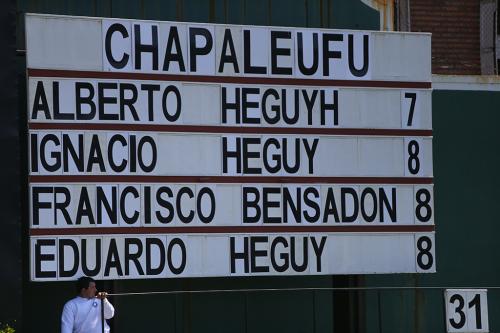 CHAPALEUFU
ALBERTO HEGUYH 7
IGNACIO HEGUY 8
FRANCISCO BENSADON 8
EDUARDO HEGUY 8
31